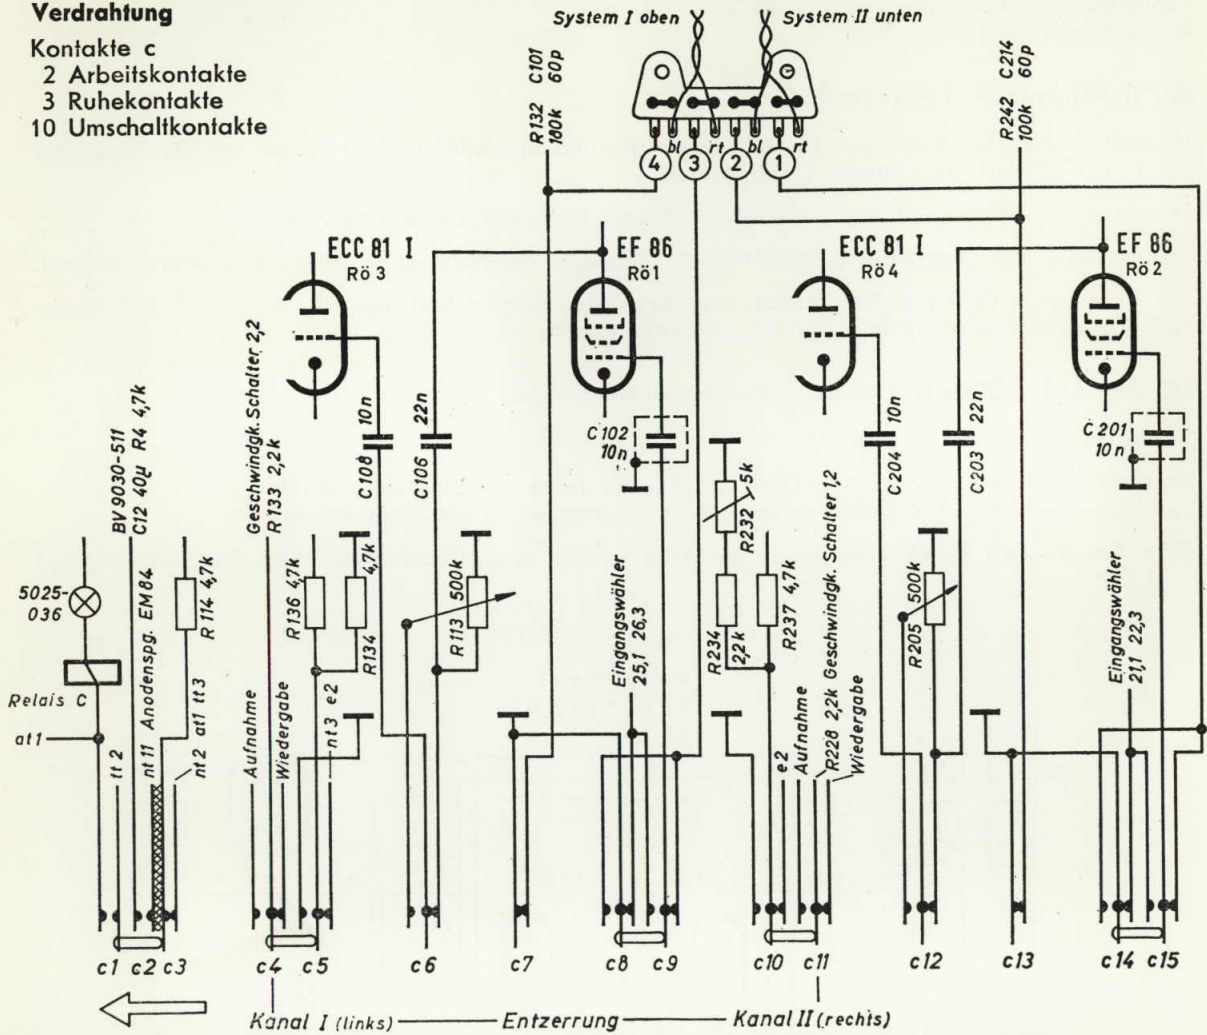 Verdrahtung
Kontakte c
2 Arbeitskontakte
3 Ruhekontakte
10 Umschaltkontakte
System I oben
System II unten
R132 C101
180k 60p
R242 C214
100k 60p
4 bl 3 rt 2 bl 1 rt
ECC 81 I
Rö 3
EF 86
Rö 1
ECC 81 I
Rö 4
EF 86
Rö 2
BV 9030-511
C12 40µ R4 4,7k
Geschwindgk. Schalter 2,2
R133 2,2k
10n
C108
22n
C106
C102
10n
10n
C204
22n
C203
C201
10n
5025-
036
Relais C
at1
R114 4,7k
R136 4,7k
4,7k
R134
R113 500k
Eingangswähler
25,1 26,3
R232 5k
R234
2,2k
R237 4,7k
R228 2,2k Geschwindgk. Schalter 1,2
R205 500k
Eingangswähler
21,1 22,3
tt 2
nt 11 Anodenspg. EM 84
nt 2 at1 tt 3
Aufnahme
Wiedergabe
nt3 e2
e2
Aufnahme
Wiedergabe
c1 c2 c3 c4 c5 c6 c7 c8 c9 c10 c11 c12 c13 c14 c15
Kanal I (links) Entzerrung Kanal II (rechts)